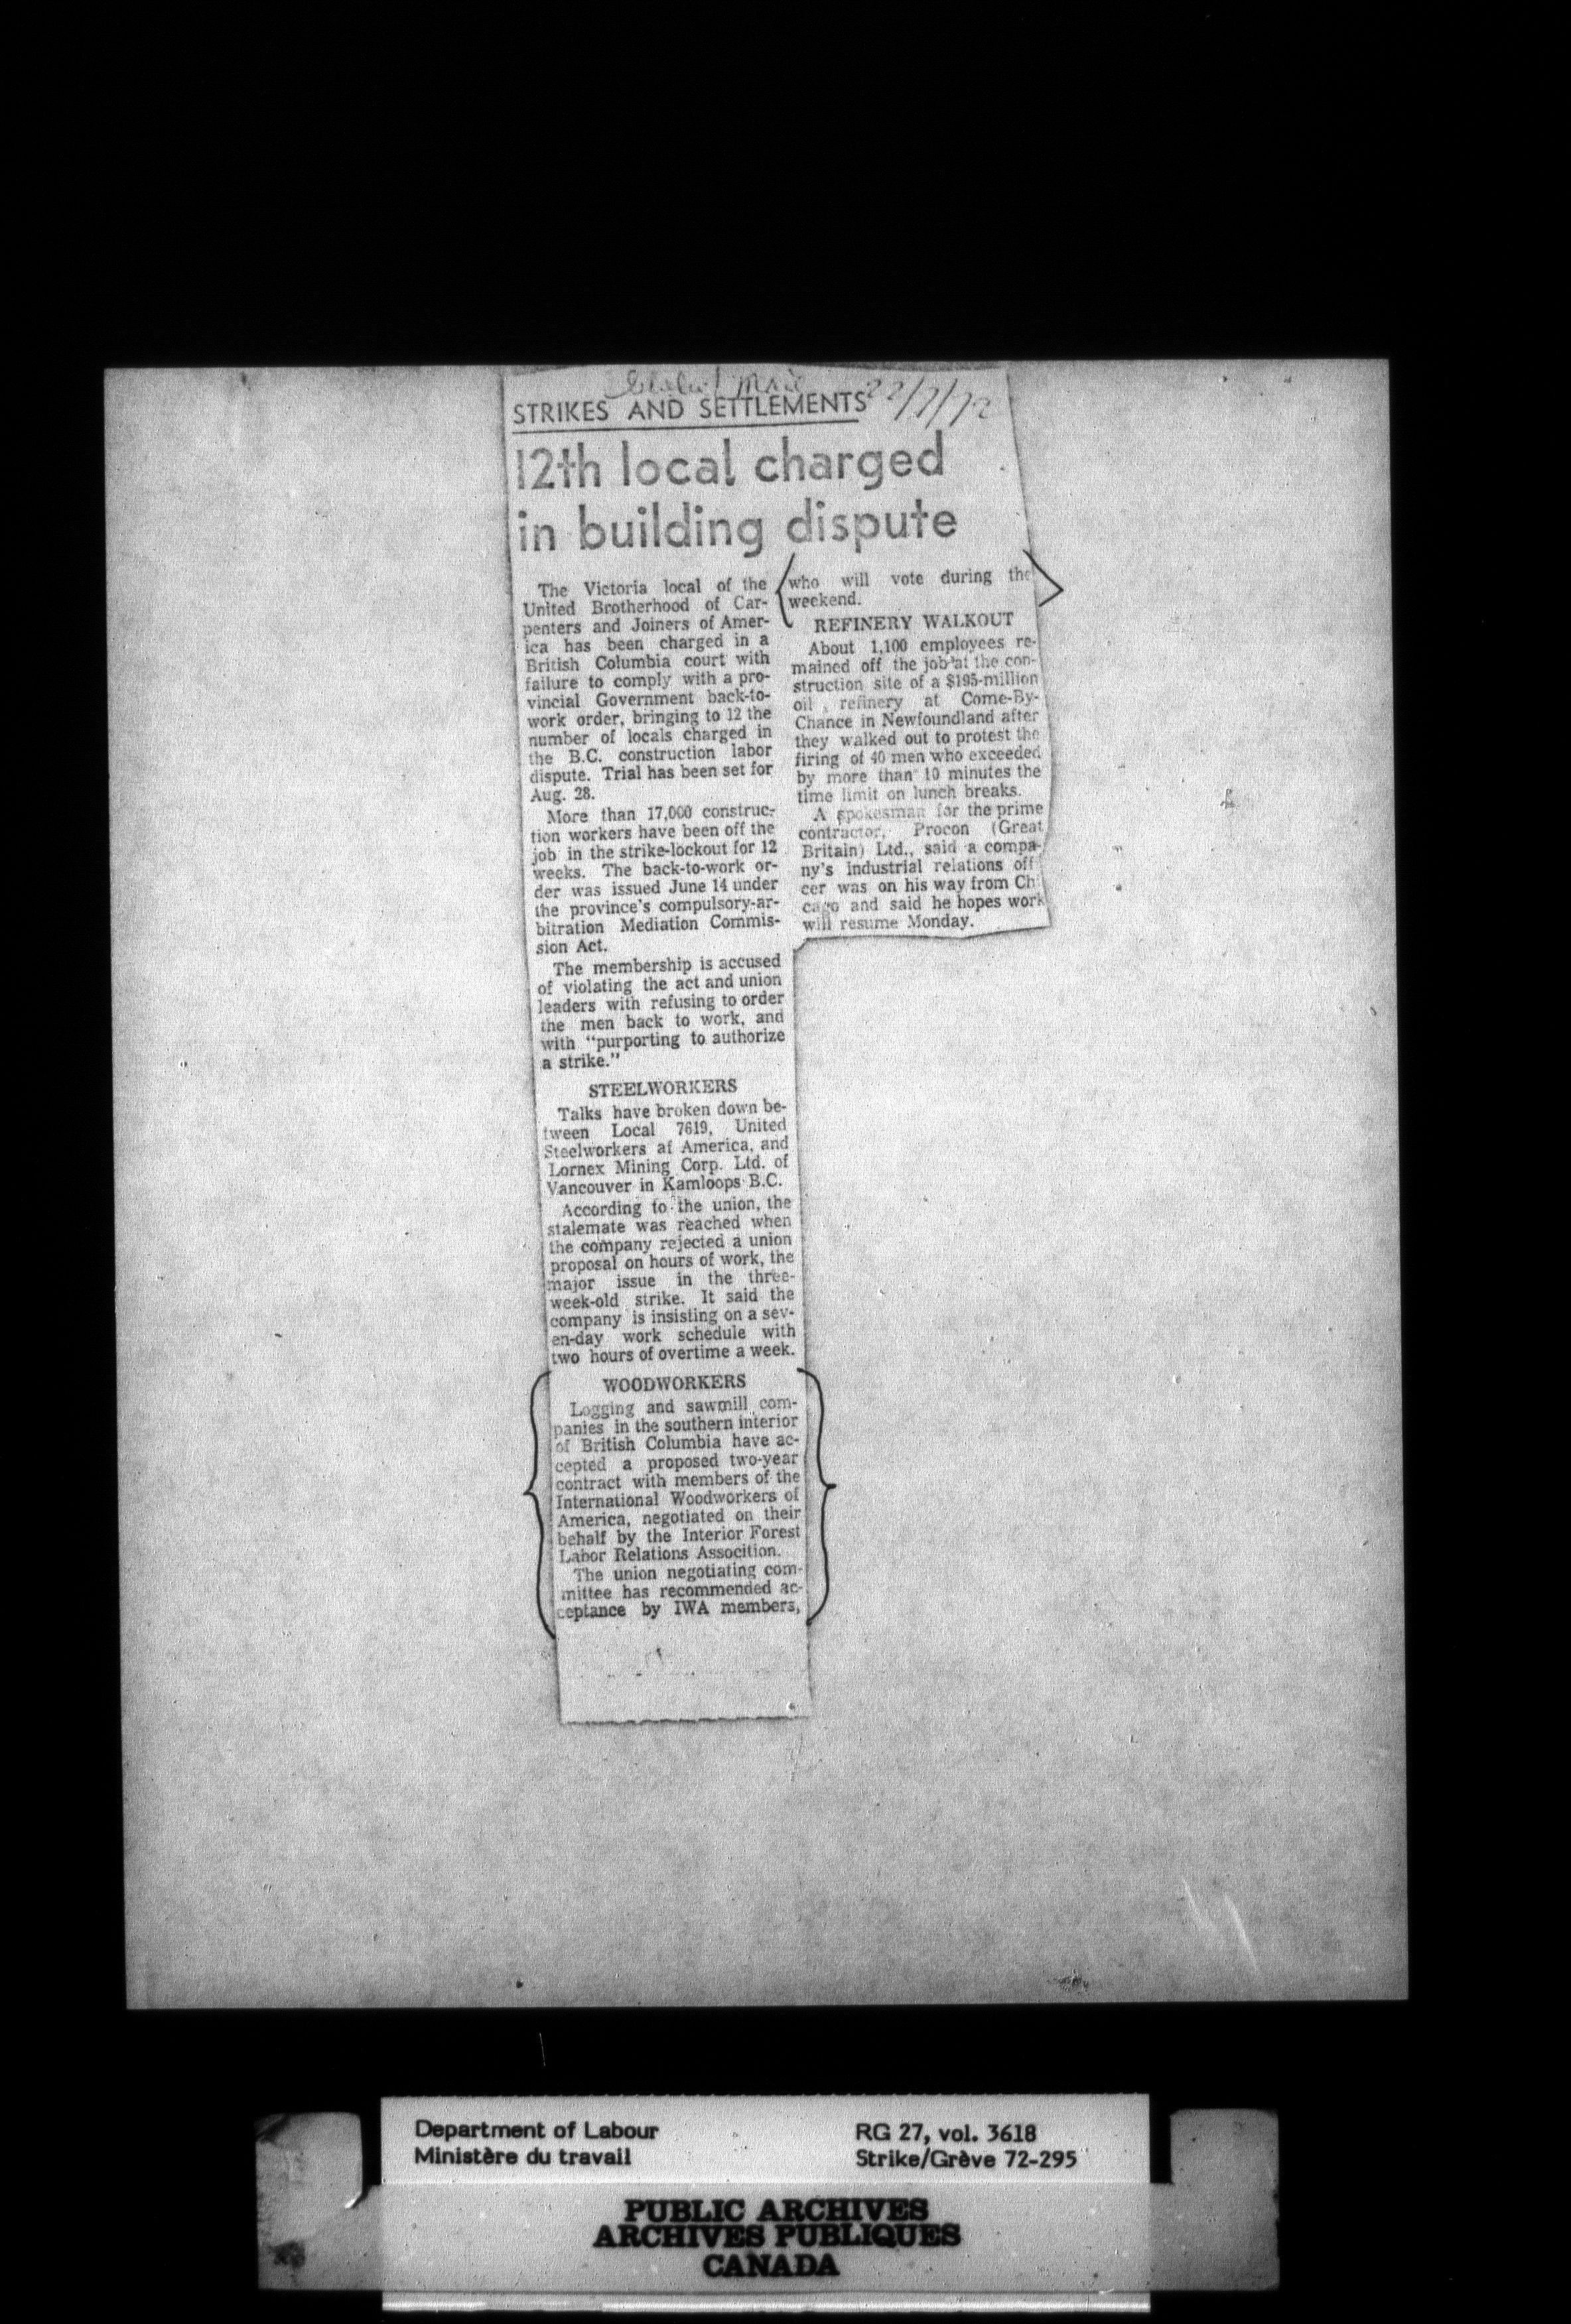 Globe & Mail 22/7/72
STRIKES AND SETTLEMENTS
12th local charged
in building dispute
The Victoria local of the
United Brotherhood of Car-
penters and Joiners of Amer-
ica has been charged in a
British Columbia court with
failure to comply with a pro-
vincial Government back-to-
work order, bringing to 12 the
number of locals charged in
the B.C. construction labor
dispute. Trial has been set for
Aug. 28.
More than 17,000 construc-
tion workers have been off the
job in the strike-lockout for 12
weeks. The back-to-work or-
der was issued June 14 under
the province's compulsory-ar-
bitration Mediation Commis-
sion Act.
The membership is accused
of violating the act and union
leaders with refusing to order
the men back to work, and
with "purporting to authorize
a strike."
STEELWORKERS
Talks have broken down be-
tween Local 7619, United
Steelworkers af America, and
Lornex Mining Corp. Ltd. of
Vancouver in Kamloops B.C.
According to the union, the
stalemate was reached when
the company rejected a union
proposal on hours of work, the
major issue in the three-
week-old strike. It said the
company is insisting on a sev-
en-day work schedule with
two hours of overtime a week.
WOODWORKERS
Logging and sawmill com-
panies in the southern interior
of British Columbia have ac-
cepted a proposed two-year
contract with members of the
International Woodworkers of
America, negotiated on their
behalf by the Interior Forest
Labor Relations Assocition.
The union negotiating com-
mittee has recommended ac-
ceptance by IWA members,
who will vote during the
weekend.
REFINERY WALKOUT
About 1,100 employees re-
mained off the job at the con-
struction site of a $195-million
oil refinery at Come-By-
Chance in Newfoundland after
they walked out to protest the
firing of 40 men who exceeded
by more than 10 minutes the
time limit on lunch breaks.
A spokesman for the prime
contractor, Procon (Great
Britain) Ltd., said a compa-
ny's industrial relations offi
cer was on his way from Chi
cago and said he hopes work
will resume Monday.
Department of Labour
Ministère du travail
RG 27, vol. 3618
Strike/Grève 72-295
PUBLIC ARCHIVES
ARCHIVES PUBLIQUES
CANADA